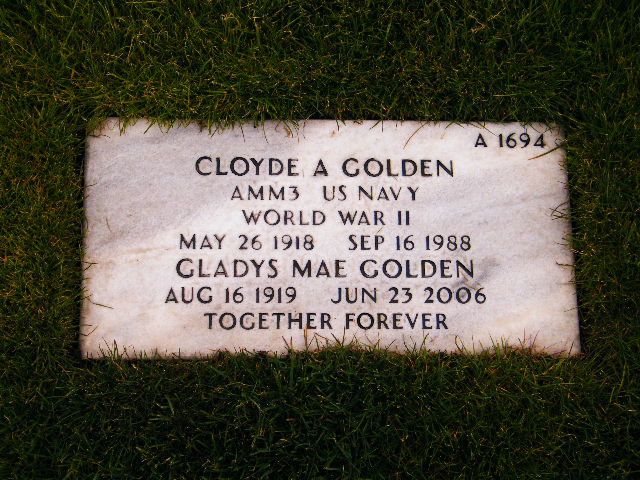 A 1694
CLOYDE A GOLDEN
AMM3 US NAVY
WORLD WAR II
MAY 26 1918 SEP 16 1988
GLADYS MAE GOLDEN
AUG 16 1919 JUN 23 2006
TOGETHER FOREVER